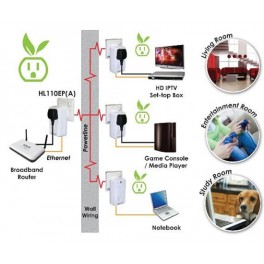 HL110EP(A)
Ethernet
Broadband
Router
Powerline
Wall
Wiring
HD IPTV
Set-top Box
Game Console
/ Media Player
Notebook
Living Room
Entertainment Room
Study Room